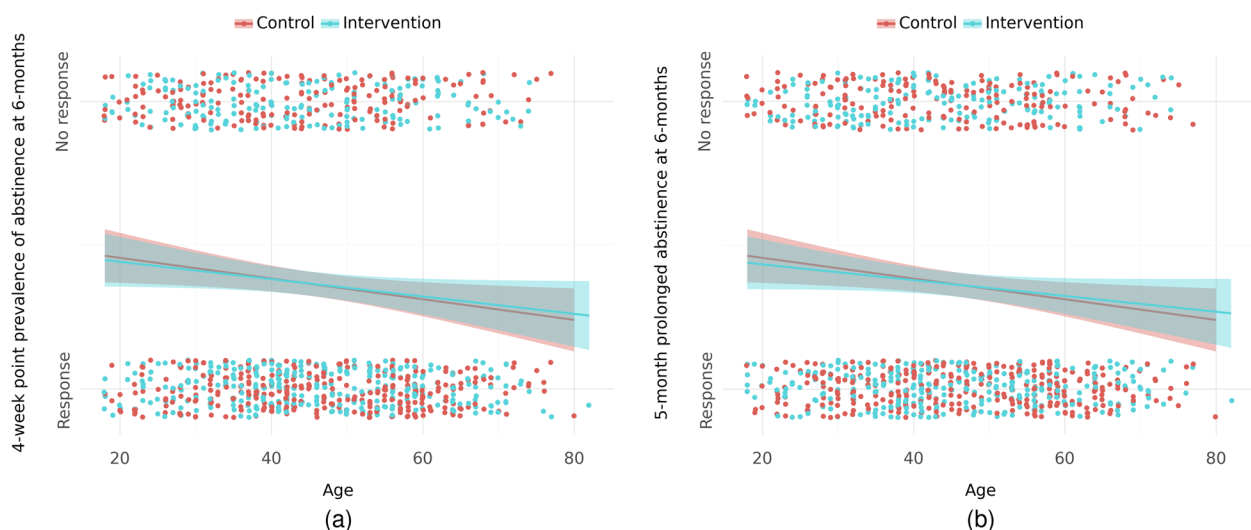 Control Intervention
4-week point prevalence of abstinence at 6-months
No response
Response
20 40 60 80
Age
(a)
Control Intervention
5-month prolonged abstinence at 6-months
No response
Response
20 40 60 80
Age
(b)